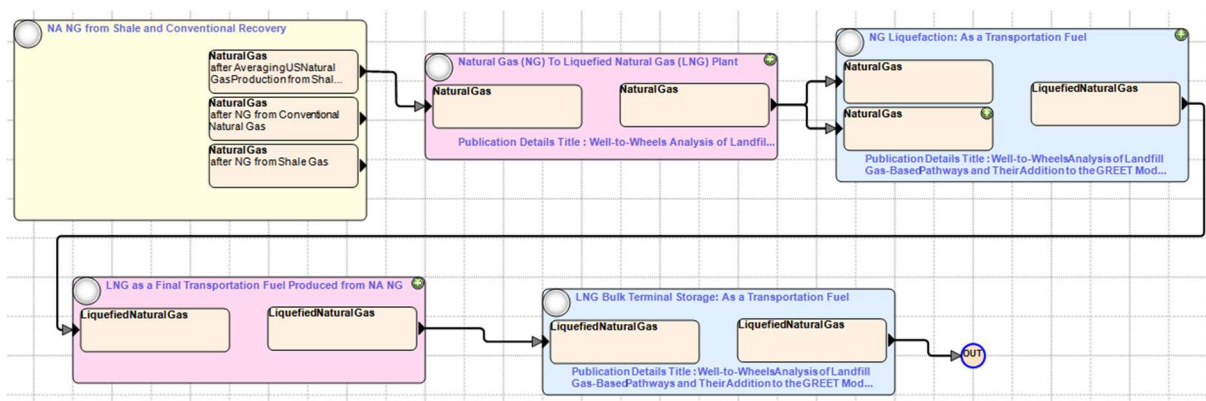 NA NG from Shale and Conventional Recovery
NaturalGas
after AveragingUSNatural
GasProductionfromShal...
NaturalGas
after NG from Conventional
Natural Gas
NaturalGas
after NG fromShale Gas
Natural Gas (NG) To Liquefied Natural Gas (LNG) Plant
NaturalGas
NaturalGas
Publication Details Title : Well-to-Wheels Analysis of Landfil...
NG Liquefaction: As a Transportation Fuel
NaturalGas
NaturalGas
LiquefiedNaturalGas
Publication Details Title : Well-to-WheelsAnalysis of Landfill
Gas-BasedPathways and TheirAddition to the GREET Mod...
LNG as a Final Transportation Fuel Produced from NA NG
LiquefiedNaturalGas
LiquefiedNaturalGas
LNG Bulk Terminal Storage: As a Transportation Fuel
LiquefiedNaturalGas
LiquefiedNaturalGas
Publication Details Title : Well-to-WheelsAnalysis of Landfill
Gas-BasedPathways and TheirAddition to the GREET Mod...
OUT